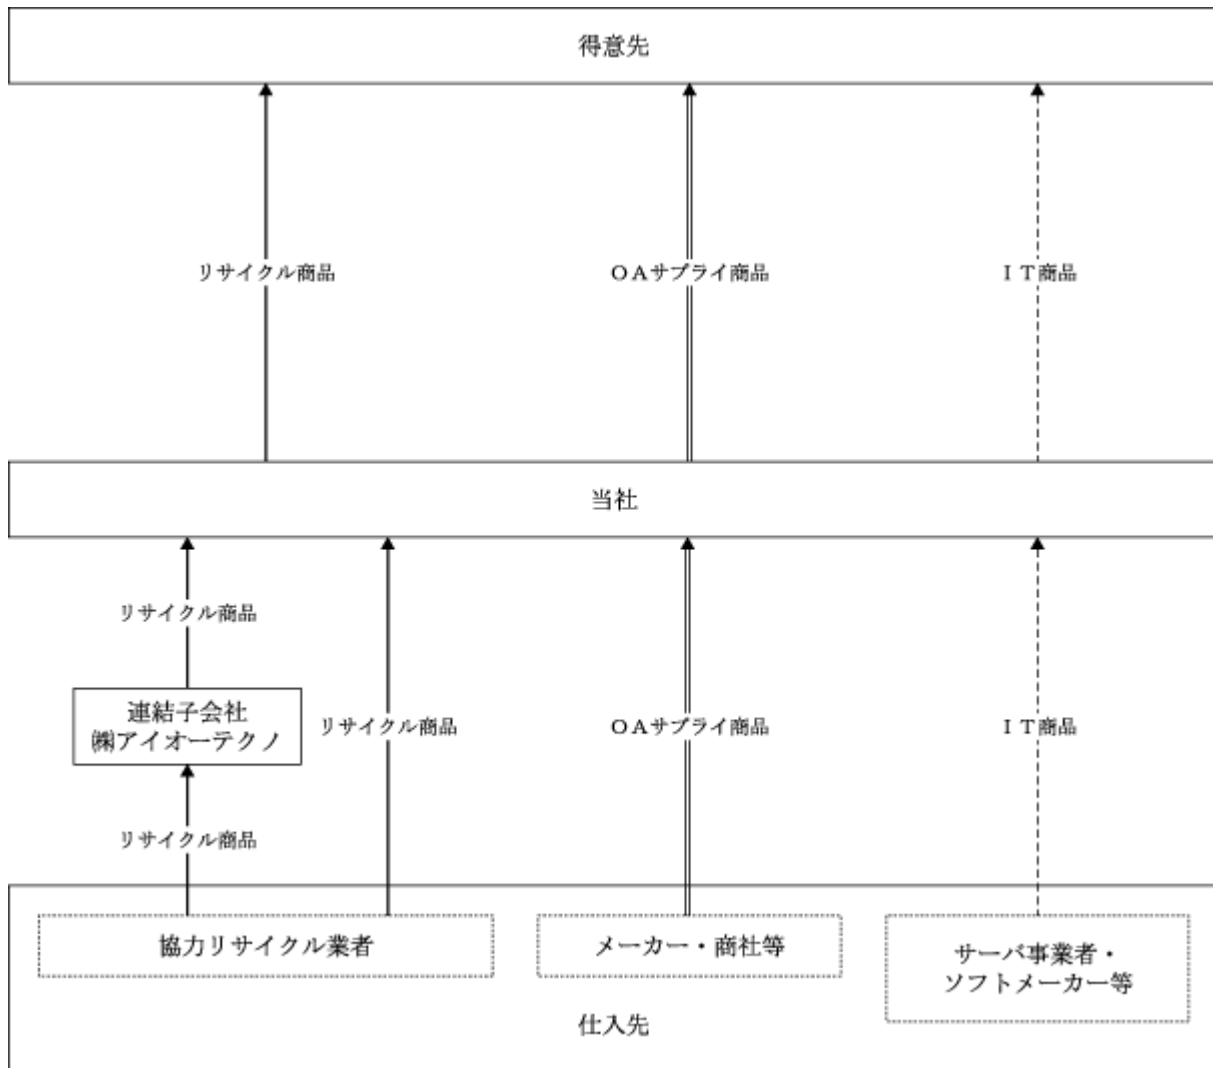 得意先
リサイクル商品
ＯＡサプライ商品
ＩＴ商品
当社
リサイクル商品
連結子会社
㈱アイオーテクノ
リサイクル商品
ＯＡサプライ商品
ＩＴ商品
リサイクル商品
協力リサイクル業者
メーカー・商社等
サーバ事業者・
ソフトメーカー等
仕入先